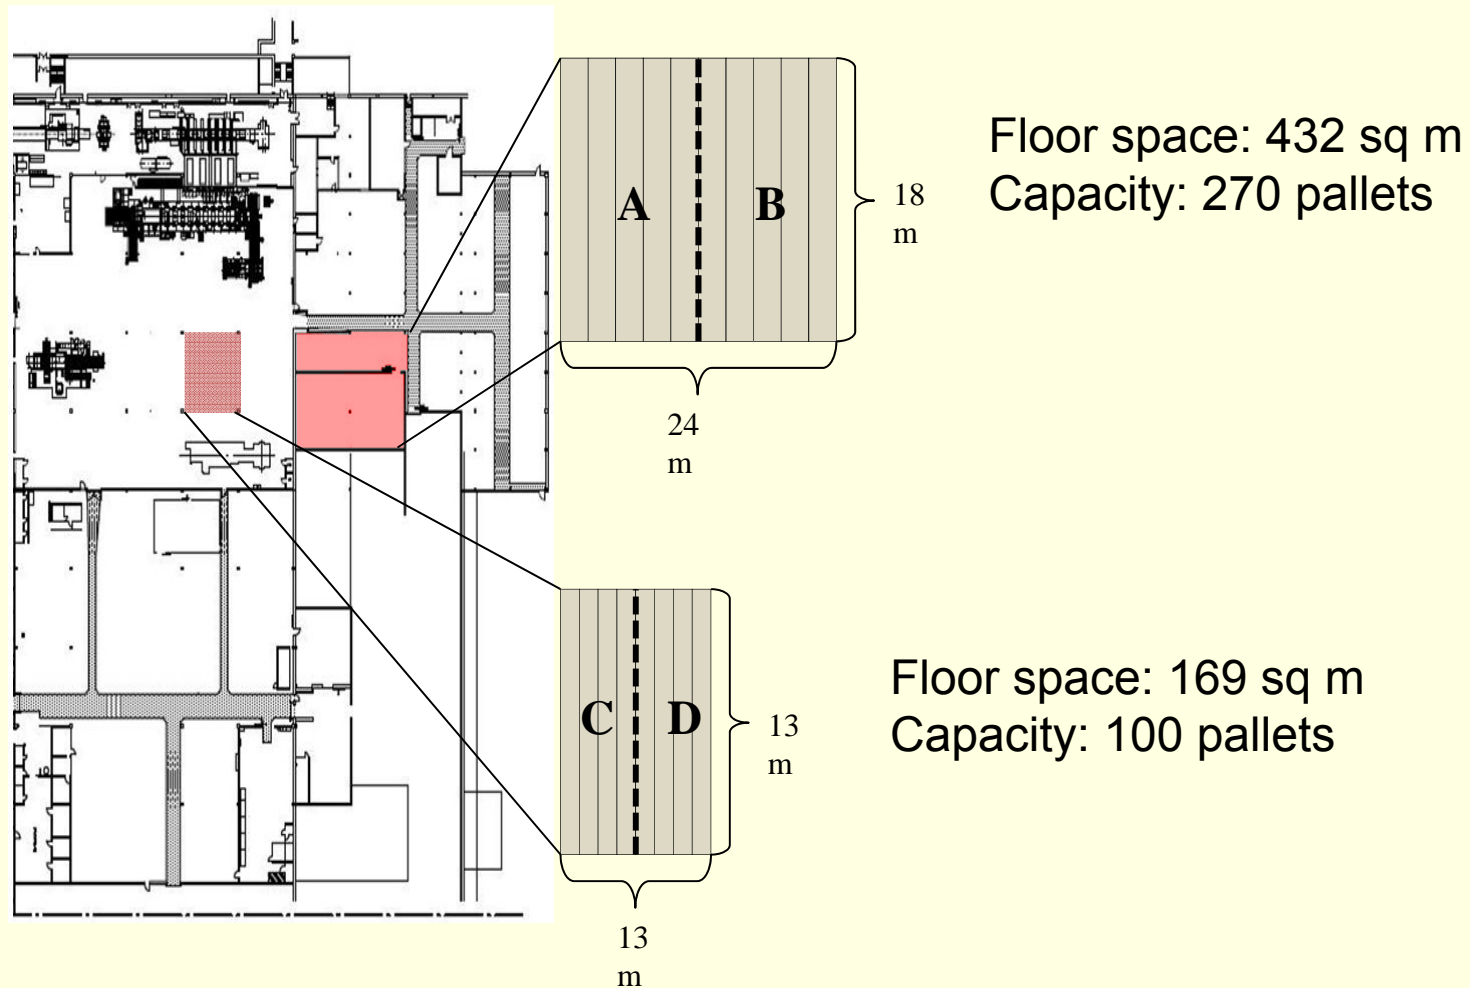 A
B
18
m
24
m
Floor space: 432 sq m
Capacity: 270 pallets
C
D
13
m
13
m
Floor space: 169 sq m
Capacity: 100 pallets